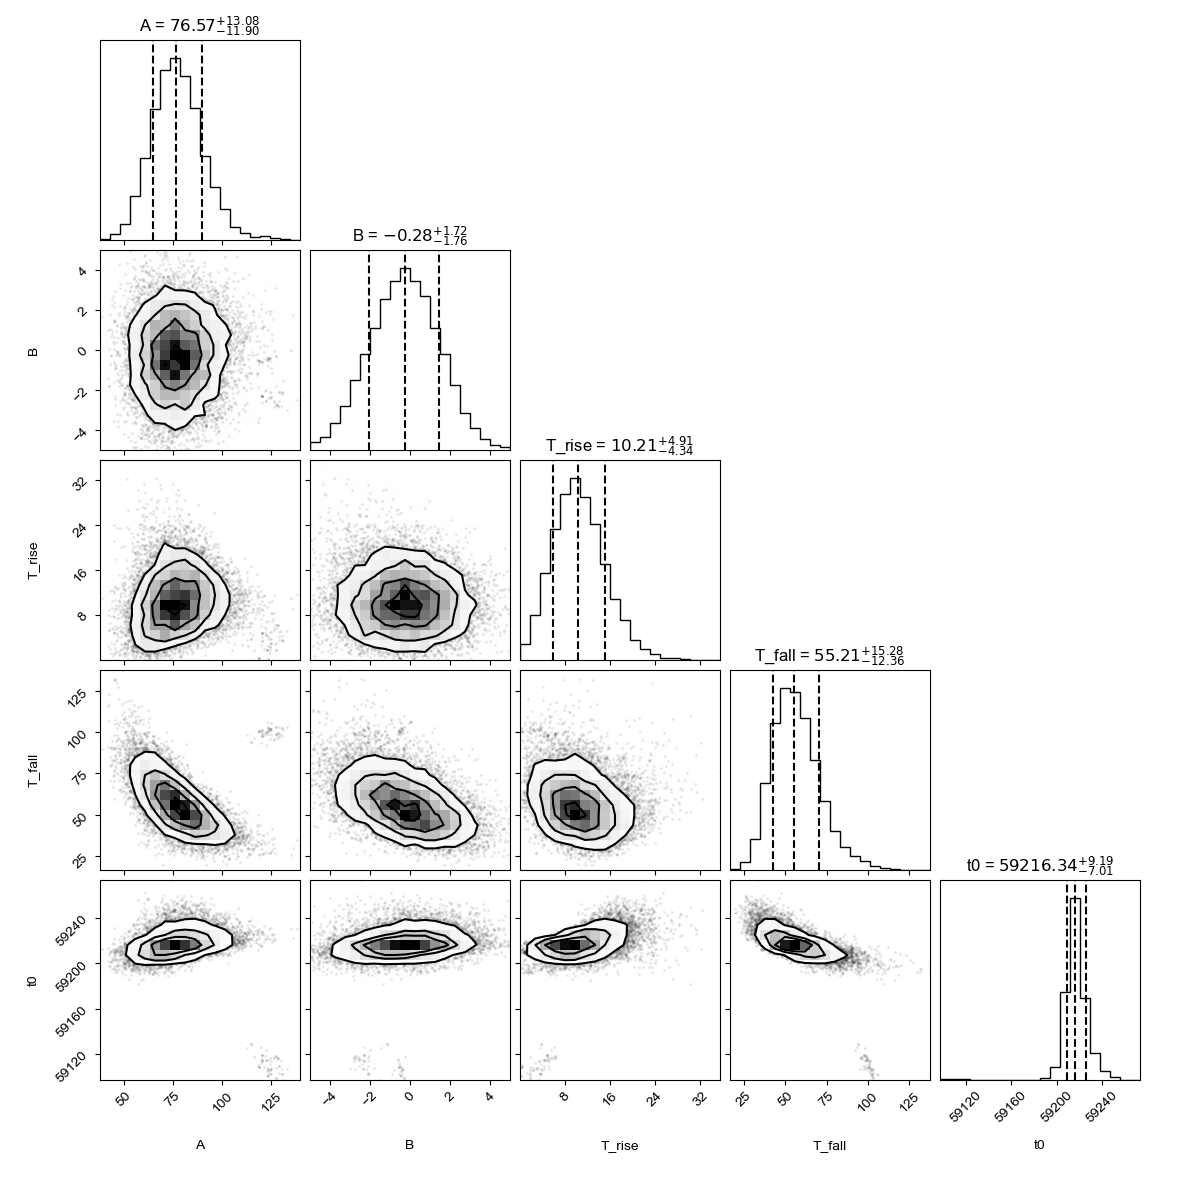 A = 76.57+13.08−11.90
B = −0.28+1.72−1.76
4
2
0
−2
−4
B
T_rise = 10.21+4.91−4.34
32
24
16
8
T_rise
T_fall = 55.21+15.28−12.36
125
100
75
50
25
T_fall
t0 = 59216.34+9.19−7.01
59240
59200
59160
59120
t0
50 75 100 125 −4 −2 0 2 4 8 16 24 32 25 50 75 100 125 59120 59160 59200 59240
A B T_rise T_fall t0